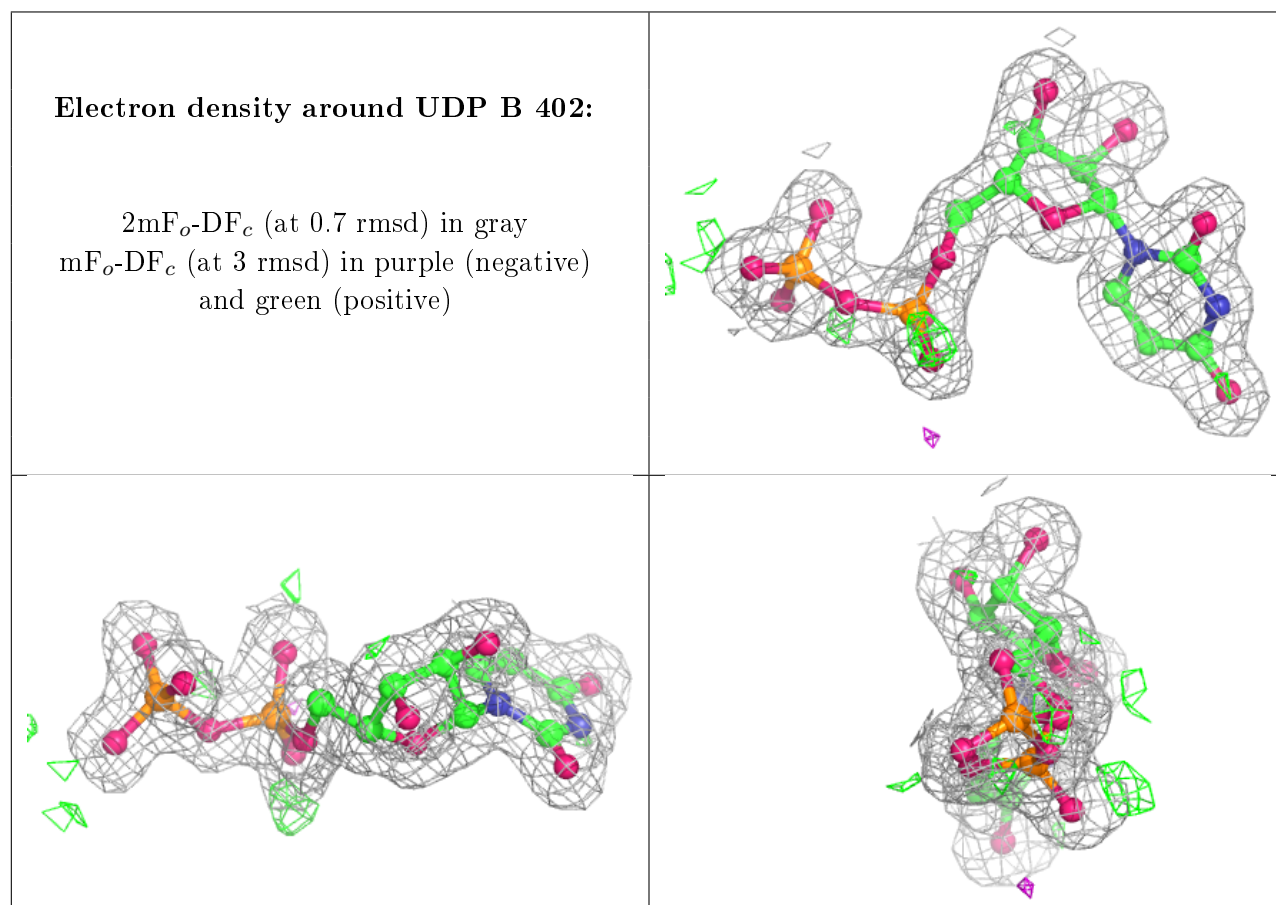 Electron density around UDP B 402:
2mFo-DFc (at 0.7 rmsd) in gray
mFo-DFc (at 3 rmsd) in purple (negative)
and green (positive)